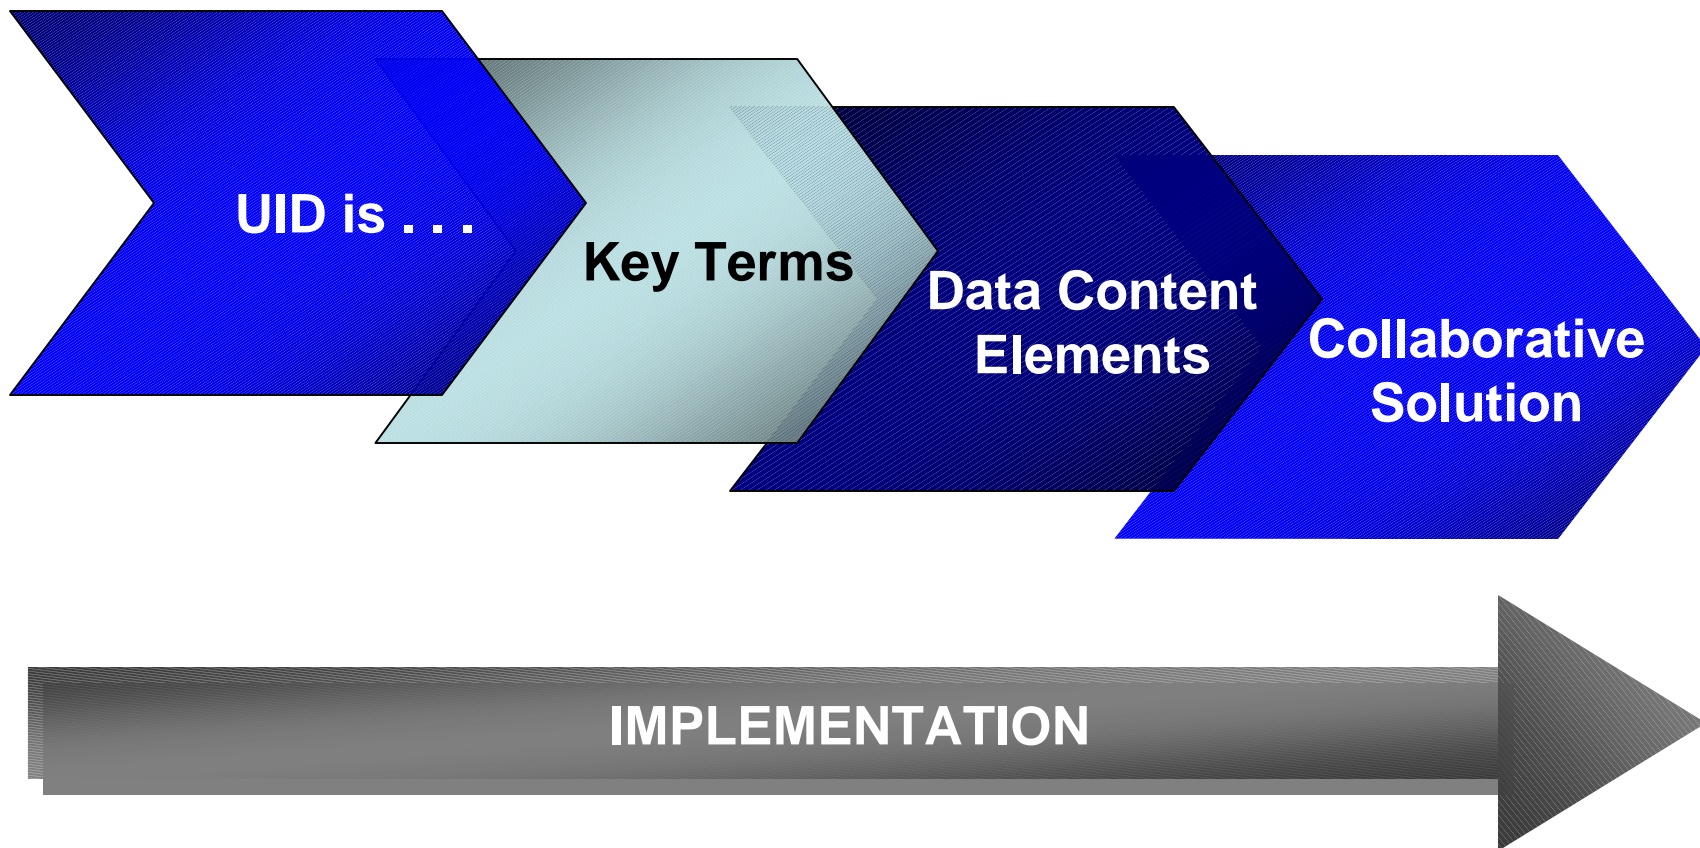 UID is . . .
Key Terms
Data Content
Elements
Collaborative
Solution
IMPLEMENTATION